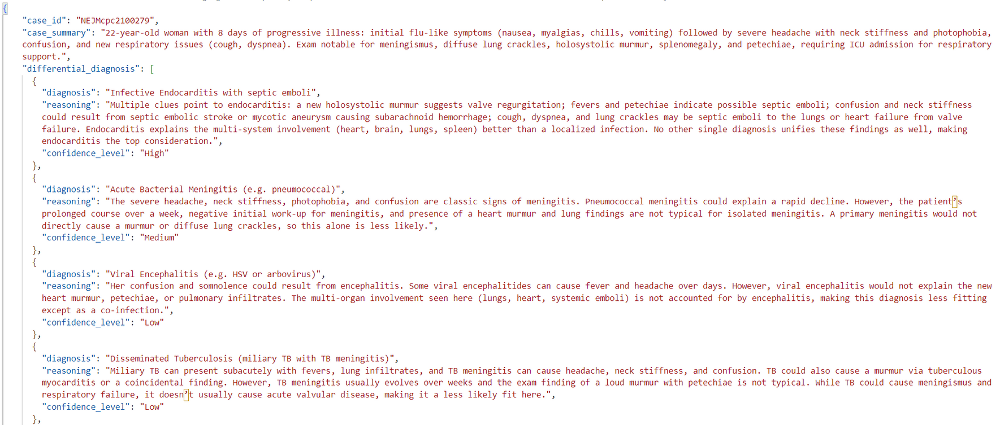 {
"case_id": "NEJMcpc2100279",
"case_summary": "22-year-old woman with 8 days of progressive illness: initial flu-like symptoms (nausea, myalgias, chills, vomiting) followed by severe headache with neck stiffness and photophobia,
confusion, and new respiratory issues (cough, dyspnea). Exam notable for meningismus, diffuse lung crackles, holosystolic murmur, splenomegaly, and petechiae, requiring ICU admission for respiratory
support.",
"differential_diagnosis": [
{
"diagnosis": "Infective Endocarditis with septic emboli",
"reasoning": "Multiple clues point to endocarditis: a new holosystolic murmur suggests valve regurgitation; fevers and petechiae indicate possible septic emboli; confusion and neck stiffness
could result from septic embolic stroke or mycotic aneurysm causing subarachnoid hemorrhage; cough, dyspnea, and lung crackles may be septic emboli to the lungs or heart failure from valve
failure. Endocarditis explains the multi-system involvement (heart, brain, lungs, spleen) better than a localized infection. No other single diagnosis unifies these findings as well, making
endocarditis the top consideration.",
"confidence_level": "High"
},
{
"diagnosis": "Acute Bacterial Meningitis (e.g. pneumococcal)",
"reasoning": "The severe headache, neck stiffness, photophobia, and confusion are classic signs of meningitis. Pneumococcal meningitis could explain a rapid decline. However, the patient’s
prolonged course over a week, negative initial work-up for meningitis, and presence of a heart murmur and lung findings are not typical for isolated meningitis. A primary meningitis would not
directly cause a murmur or diffuse lung crackles, so this alone is less likely.",
"confidence_level": "Medium"
},
{
"diagnosis": "Viral Encephalitis (e.g. HSV or arbovirus)",
"reasoning": "Her confusion and somnolence could result from encephalitis. Some viral encephalitides can cause fever and headache over days. However, viral encephalitis would not explain the new
heart murmur, petechiae, or pulmonary infiltrates. The multi-organ involvement seen here (lungs, heart, systemic emboli) is not accounted for by encephalitis, making this diagnosis less fitting
except as a co-infection.",
"confidence_level": "Low"
},
{
"diagnosis": "Disseminated Tuberculosis (miliary TB with TB meningitis)",
"reasoning": "Miliary TB can present subacutely with fevers, lung infiltrates, and TB meningitis can cause headache, neck stiffness, and confusion. TB could also cause a murmur via tuberculous
myocarditis or a coincidental finding. However, TB meningitis usually evolves over weeks and the exam finding of a loud murmur with petechiae is not typical. While TB could cause meningismus and
respiratory failure, it doesn’t usually cause acute valvular disease, making it a less likely fit here.",
"confidence_level": "Low"
},